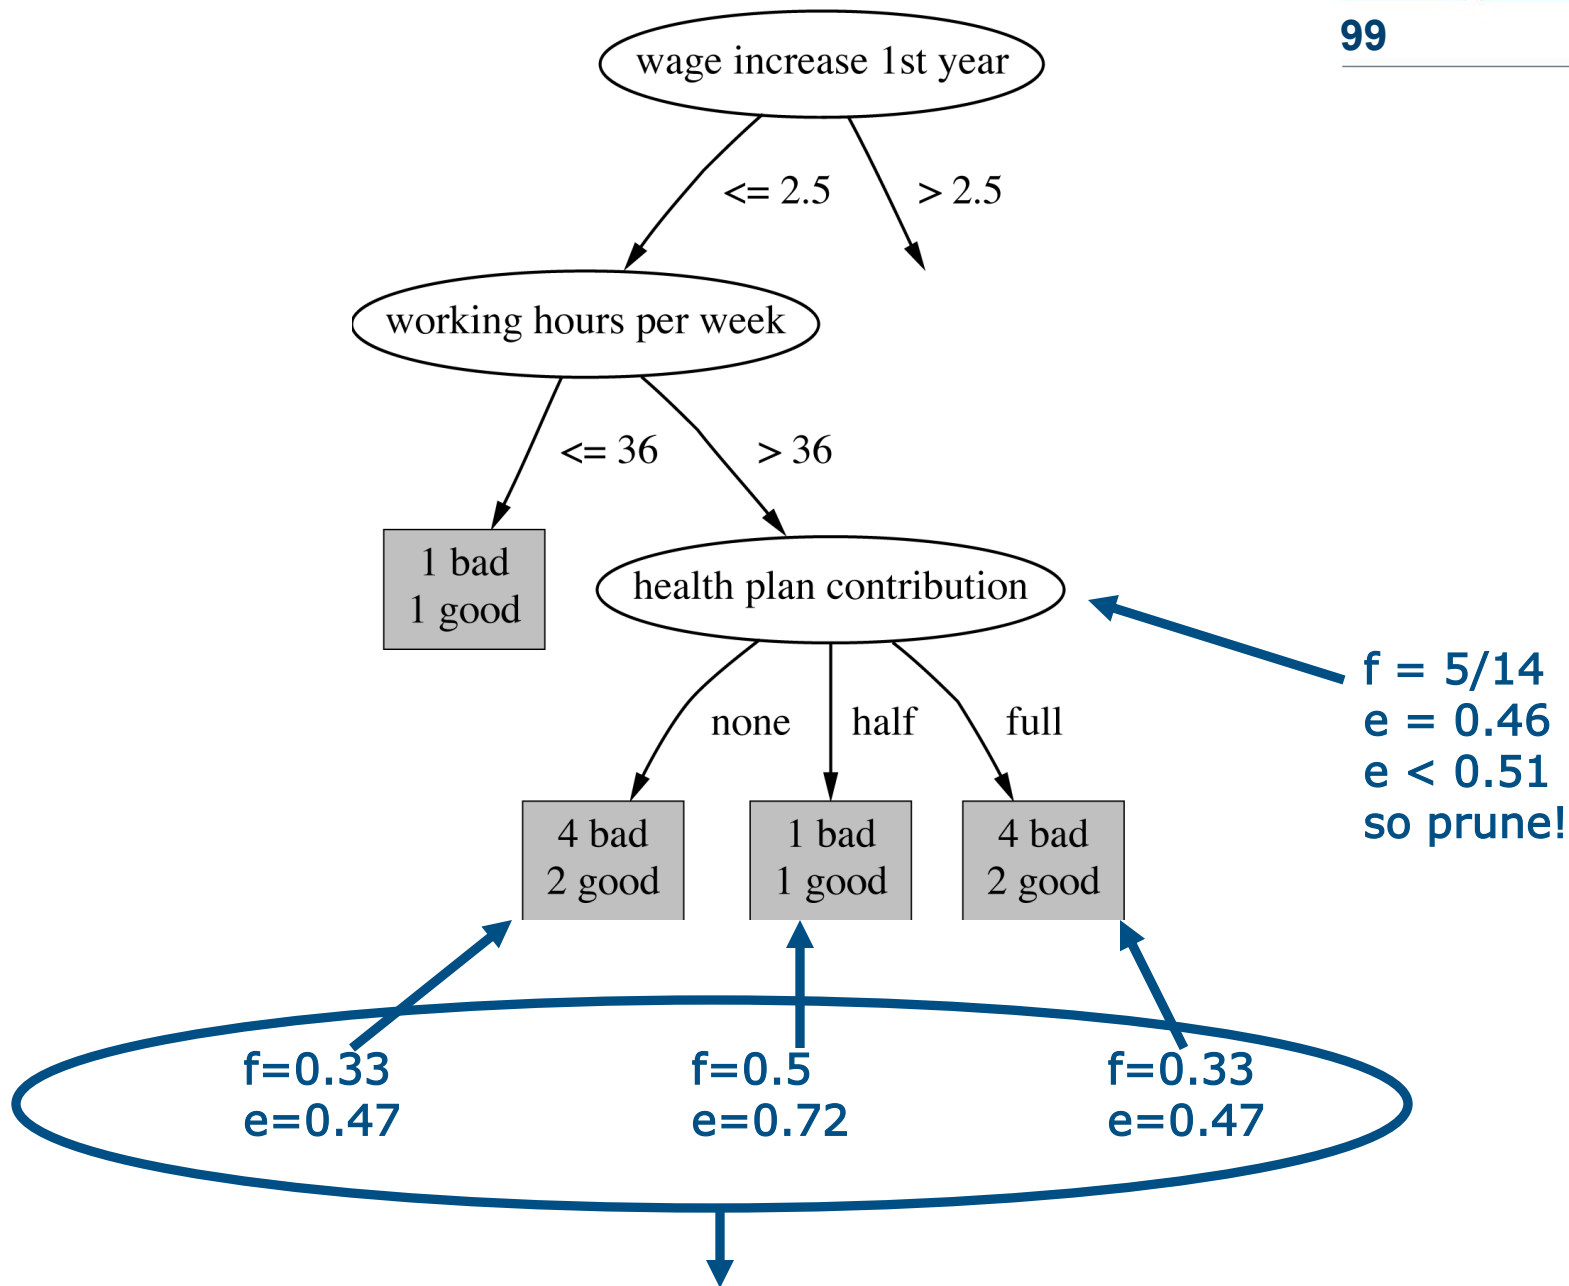 99
wage increase 1st year
<= 2.5
> 2.5
working hours per week
<= 36
> 36
1 bad
1 good
health plan contribution
f = 5/14
e = 0.46
e < 0.51
so prune!
none
half
full
4 bad
2 good
1 bad
1 good
4 bad
2 good
f=0.33
e=0.47
f=0.5
e=0.72
f=0.33
e=0.47